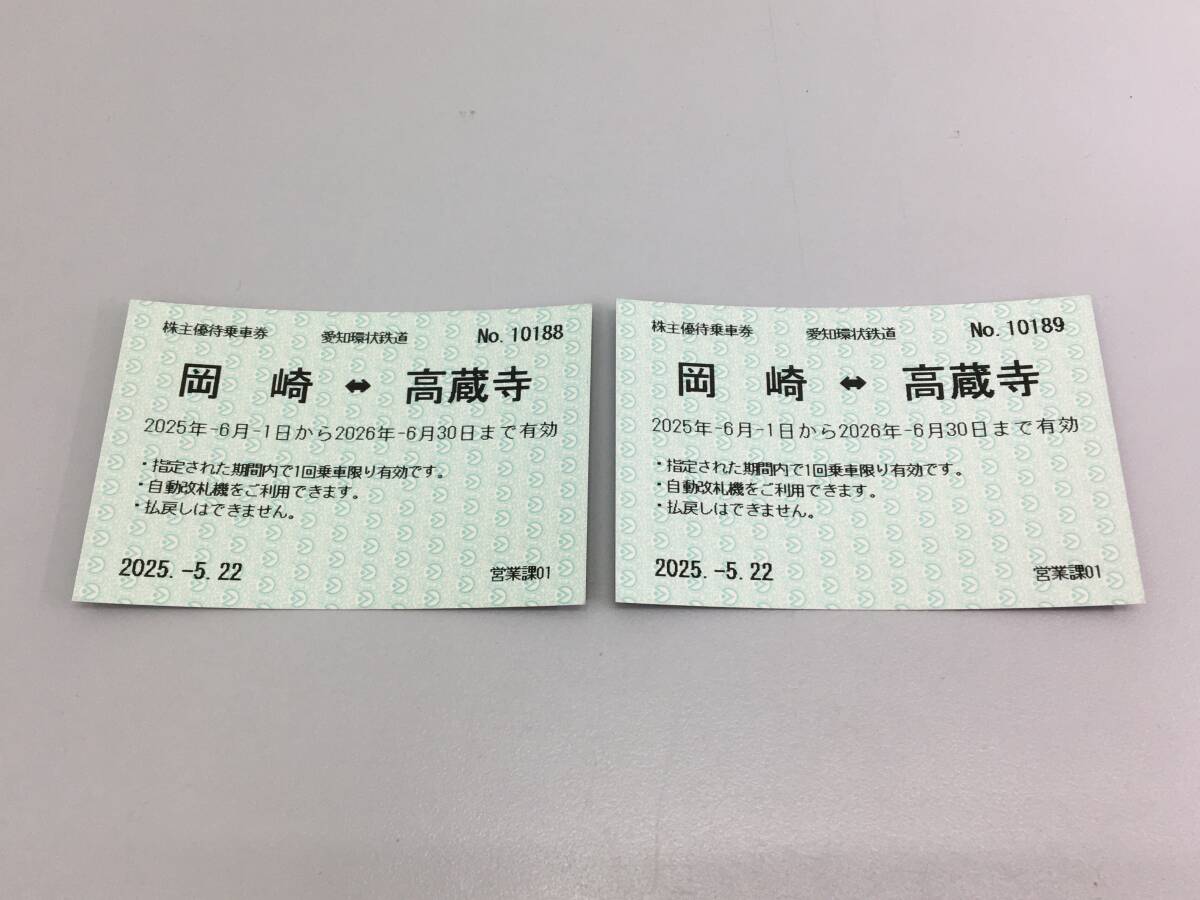 株主優待乗車券 愛知環状鉄道 No. 10188
岡 崎 ⇔ 高蔵寺
2025年-6月-1日から2026年-6月30日まで有効
・指定された期間内で1回乗車限り有効です。
・自動改札機をご利用できます。
・払戻しはできません。
2025. -5. 22 営業課01
株主優待乗車券 愛知環状鉄道 No. 10189
岡 崎 ⇔ 高蔵寺
2025年-6月-1日から2026年-6月30日まで有効
・指定された期間内で1回乗車限り有効です。
・自動改札機をご利用できます。
・払戻しはできません。
2025. -5. 22 営業課01